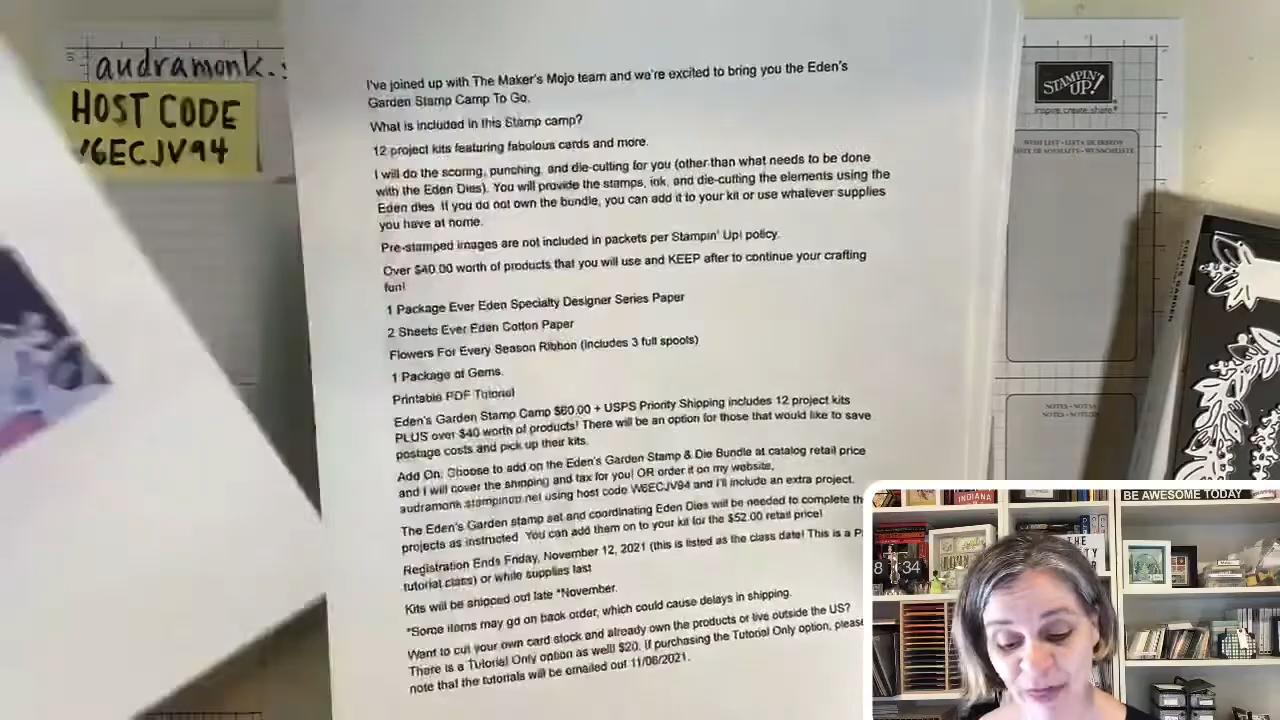 audramonk.
HOST CODE
W6ECJV94
I've joined up with The Maker's Mojo team and we're excited to bring you the Eden's
Garden Stamp Camp To Go.
What is included in this Stamp camp?
12 project kits featuring fabulous cards and more.
I will do the scoring, punching, and die-cutting for you (other than what needs to be done
with the Eden Dies). You will provide the stamps, ink, and die-cutting the elements using the
Eden dies If you do not own the bundle, you can add it to your kit or use whatever supplies
you have at home.
Pre-stamped images are not included in packets per Stampin' Up! policy.
Over $40.00 worth of products that you will use and KEEP after to continue your crafting
fun!
1 Package Ever Eden Specialty Designer Series Paper
2 Sheets Ever Eden Cotton Paper
Flowers For Every Season Ribbon (includes 3 full spools)
1 Package of Gems.
Printable PDF Tutorial
Eden's Garden Stamp Camp $60.00 + USPS Priority Shipping includes 12 project kits
PLUS over $40 worth of products! There will be an option for those that would like to save
postage costs and pick up their kits.
Add On: Choose to add on the Eden's Garden Stamp & Die Bundle at catalog retail price
and I will cover the shipping and tax for you! OR order it on my website,
audramonk.stampinup.net using host code W6ECJV94 and I'll include an extra project.
The Eden's Garden stamp set and coordinating Eden Dies will be needed to complete th
projects as instructed You can add them on to your kit for the $52.00 retail price!
Registration Ends Friday, November 12, 2021 (this is listed as the class date! This is a P
tutorial class) or while supplies last
Kits will be shipped out late *November.
*Some items may go on back order, which could cause delays in shipping.
Want to cut your own card stock and already own the products or live outside the US?
There is a Tutorial Only option as well! $20. If purchasing the Tutorial Only option, please
note that the tutorials will be emailed out 11/06/2021.
STAMPIN' UP!
inspire.create.share
WISH LIST
NOTES
EDEN'S GARDEN
INDIANA
BE AWESOME TODAY
THE
8 34